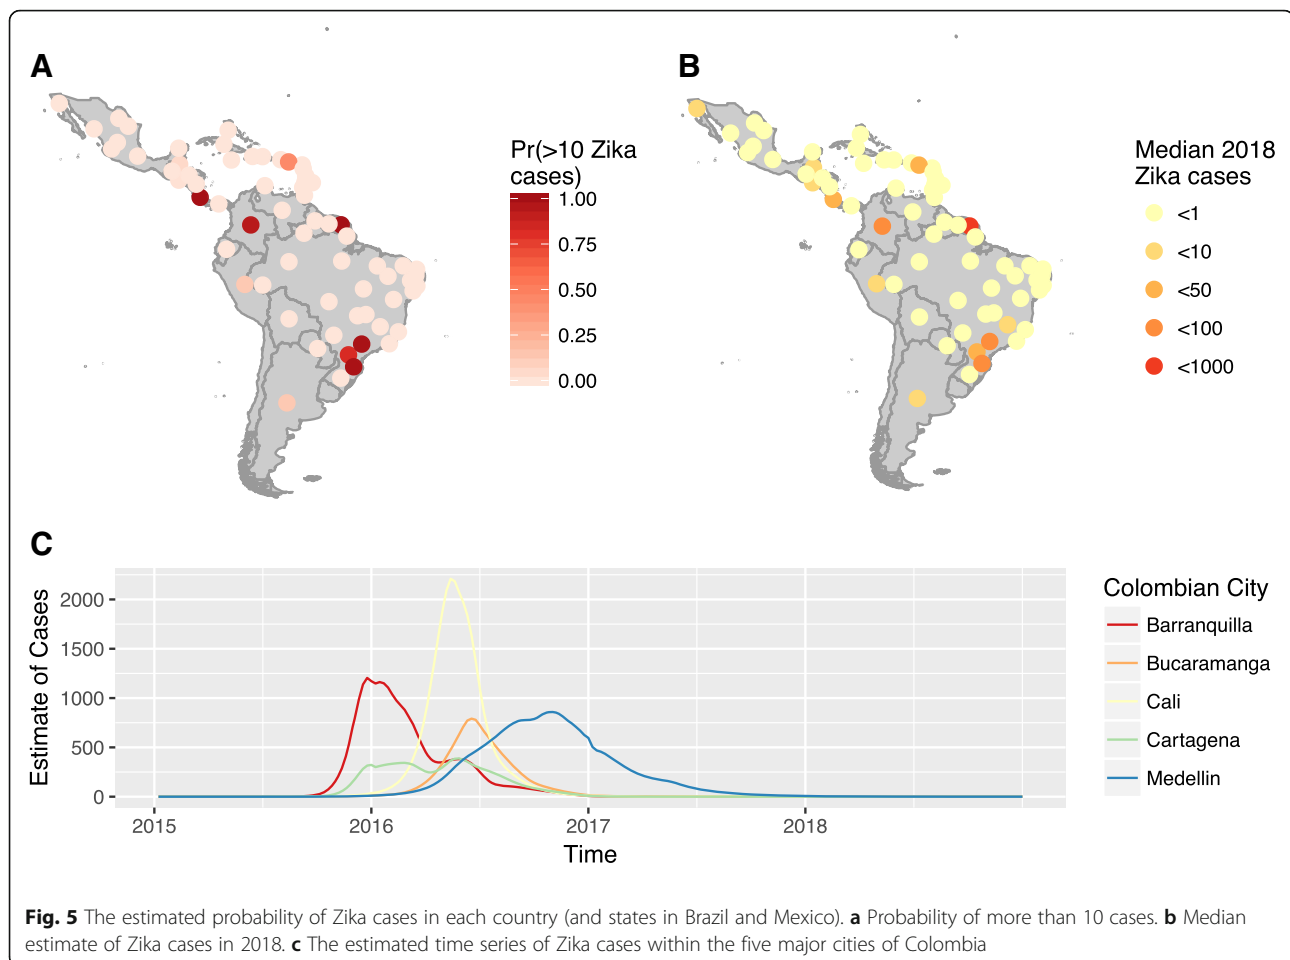 A
B
Pr(>10 Zika
cases)
1.00
0.75
0.50
0.25
0.00
Median 2018
Zika cases
<1
<10
<50
<100
<1000
C
Estimate of Cases
2000
1500
1000
500
0
2015
2016
2017
2018
Time
Colombian City
Barranquilla
Bucaramanga
Cali
Cartagena
Medellin
Fig. 5 The estimated probability of Zika cases in each country (and states in Brazil and Mexico). a Probability of more than 10 cases. b Median
estimate of Zika cases in 2018. c The estimated time series of Zika cases within the five major cities of Colombia